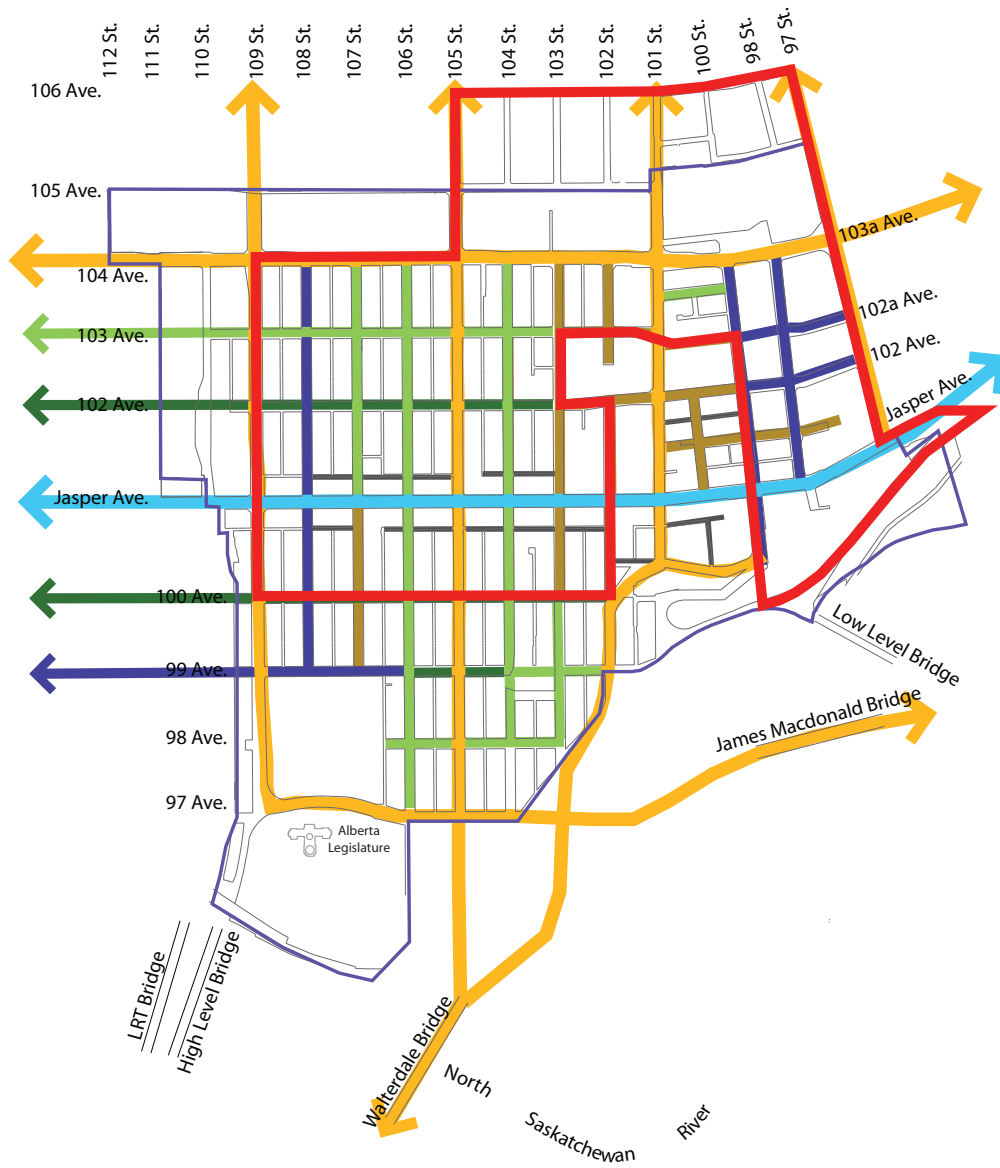 112 St.
111 St.
110 St.
109 St.
108 St.
107 St.
106 St.
105 St.
104 St.
103 St.
102 St.
101 St.
100 St.
98 St.
97 St.
106 Ave.
105 Ave.
103a Ave.
104 Ave.
102a Ave.
103 Ave.
102 Ave.
Jasper Ave.
102 Ave.
Jasper Ave.
100 Ave.
Low Level Bridge
99 Ave.
James Macdonald Bridge
98 Ave.
97 Ave.
Alberta
Legislature
LRT Bridge
High Level Bridge
Walterdale Bridge
North
Saskatchewan
River